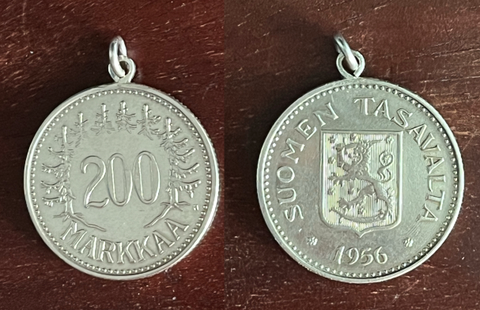 200
MARKKAA
SUOMEN TASAVALTA
1956